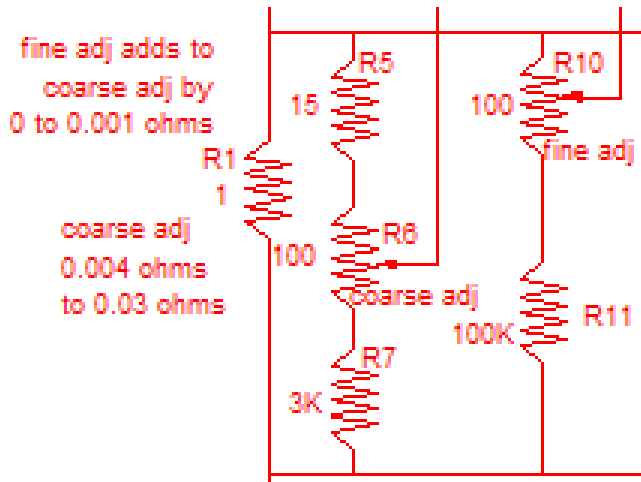 fine adj adds to
coarse adj by
0 to 0.001 ohms
R1
1
coarse adj
0.004 ohms
to 0.03 ohms
R5
15
R6
100
coarse adj
R7
3K
R10
100
fine adj
R11
100K